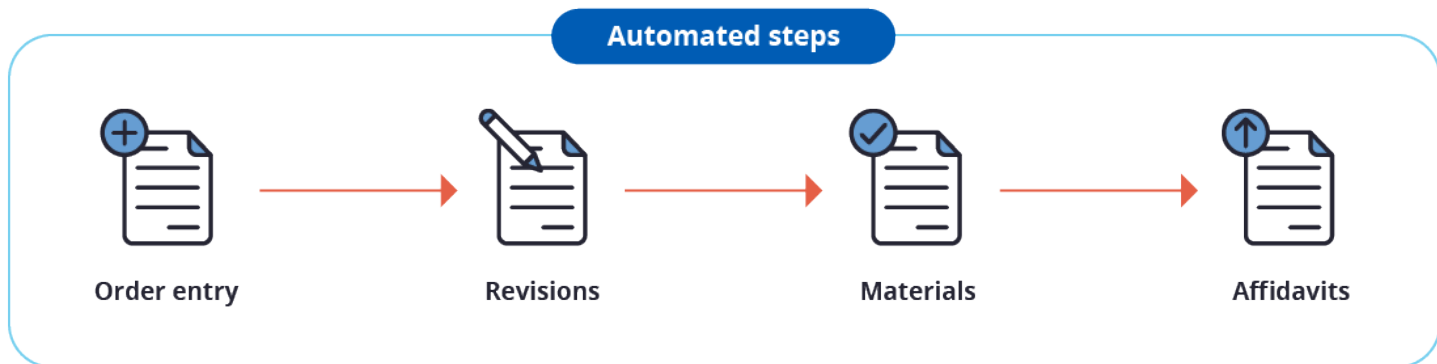 Automated steps
Order entry
Revisions
Materials
Affidavits